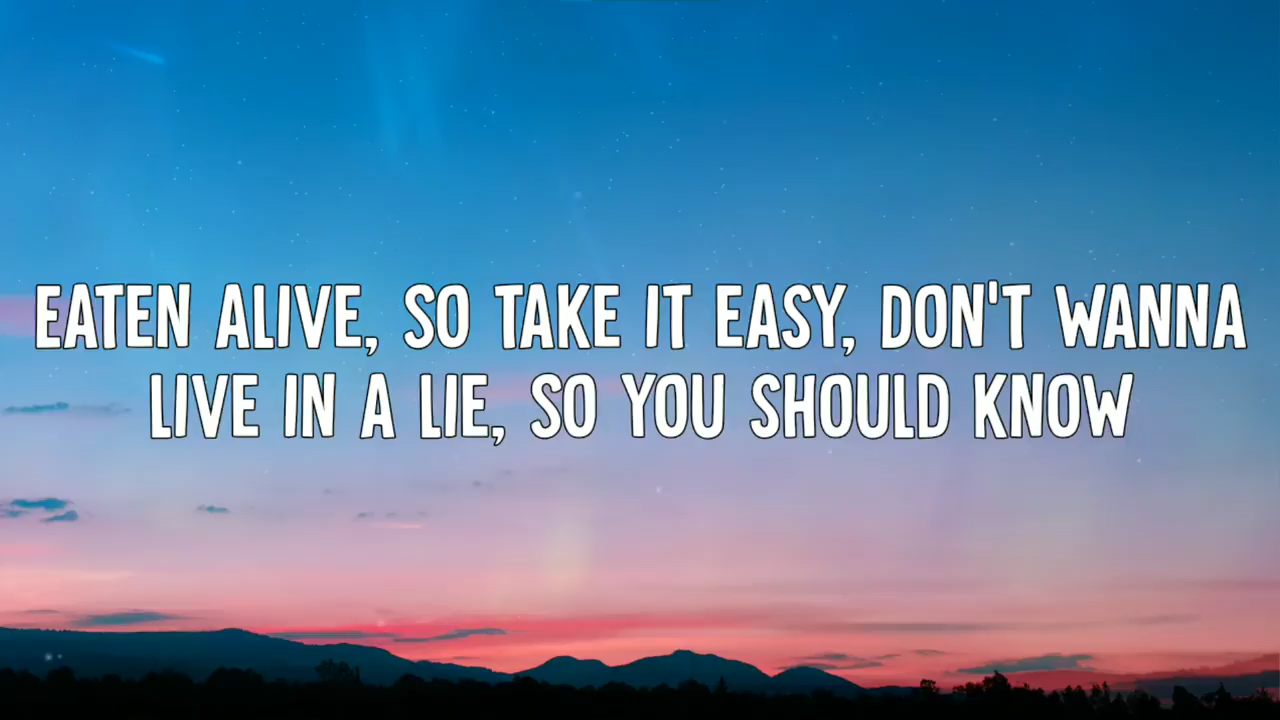 EATEN ALIVE, SO TAKE IT EASY, DON'T WANNA
LIVE IN A LIE, SO YOU SHOULD KNOW